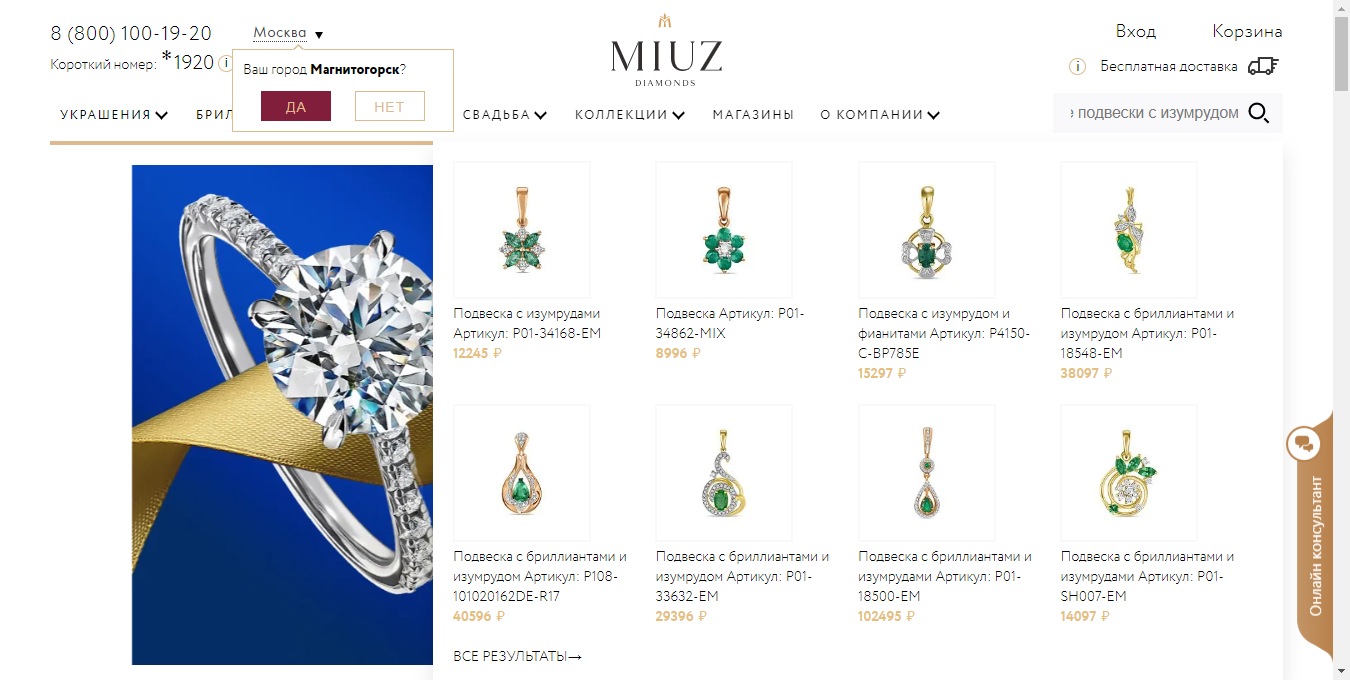 8 (800) 100-19-20
Москва ▼
Короткий номер: *1920 i
Ваш город Магнитогорск?
ДА
НЕТ
MIUZ
DIAMONDS
Вход
Корзина
i Бесплатная доставка
УКРАШЕНИЯ
СВАДЬБА
КОЛЛЕКЦИИ
МАГАЗИНЫ
О КОМПАНИИ
подвески с изумрудом
Подвеска с изумрудами
Артикул: P01-34168-EM
12245 ₽
Подвеска Артикул: P01-
34862-MIX
8996 ₽
Подвеска с изумрудом и
фианитами Артикул: P4150-
C-BP785E
15297 ₽
Подвеска с бриллиантами и
изумрудом Артикул: P01-
18548-EM
38097 ₽
Подвеска с бриллиантами и
изумрудом Артикул: P108-
101020162DE-R17
40596 ₽
Подвеска с бриллиантами и
изумрудом Артикул: P01-
33632-EM
29396 ₽
Подвеска с бриллиантами и
изумрудами Артикул: P01-
18500-EM
102495 ₽
Подвеска с бриллиантами и
изумрудами Артикул: P01-
SH007-EM
14097 ₽
ВСЕ РЕЗУЛЬТАТЫ→
Онлайн консультант